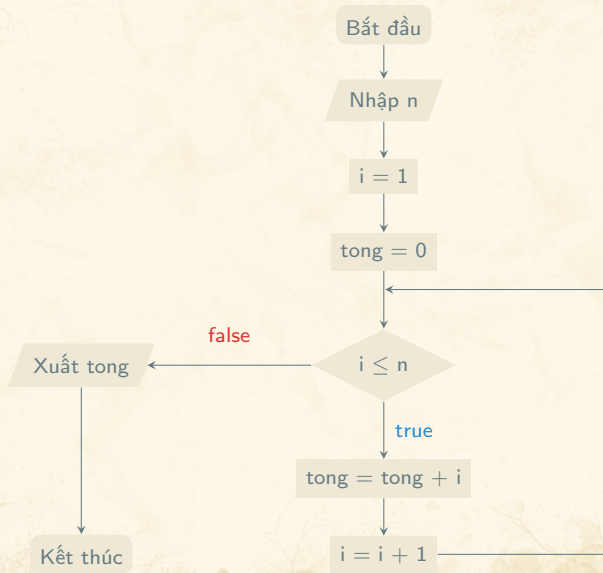 Bắt đầu
Nhập n
i = 1
tong = 0
i ≤ n
false
Xuất tong
true
tong = tong + i
i = i + 1
Kết thúc